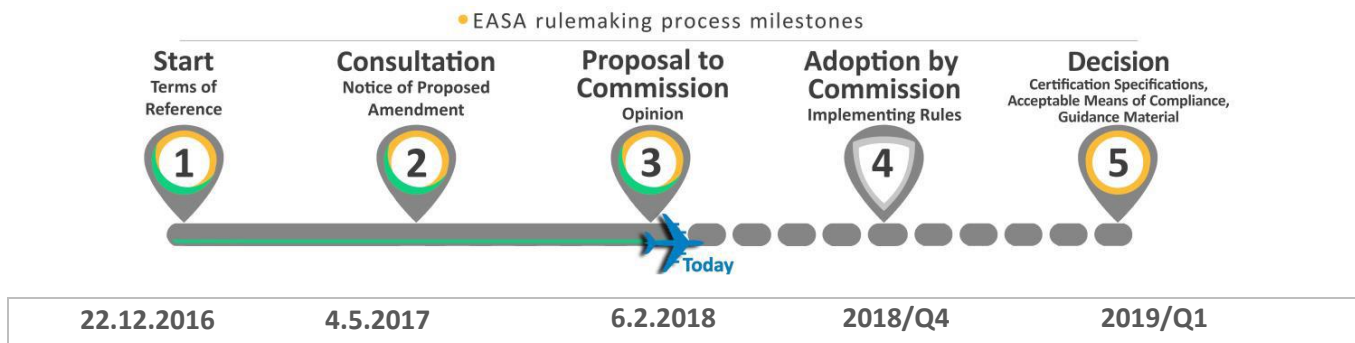 EASA rulemaking process milestones
Start
Terms of
Reference
1
Consultation
Notice of Proposed
Amendment
2
Proposal to
Commission
Opinion
3
Adoption by
Commission
Implementing Rules
4
Decision
Certification Specifications,
Acceptable Means of Compliance,
Guidance Material
5
Today
22.12.2016
4.5.2017
6.2.2018
2018/Q4
2019/Q1